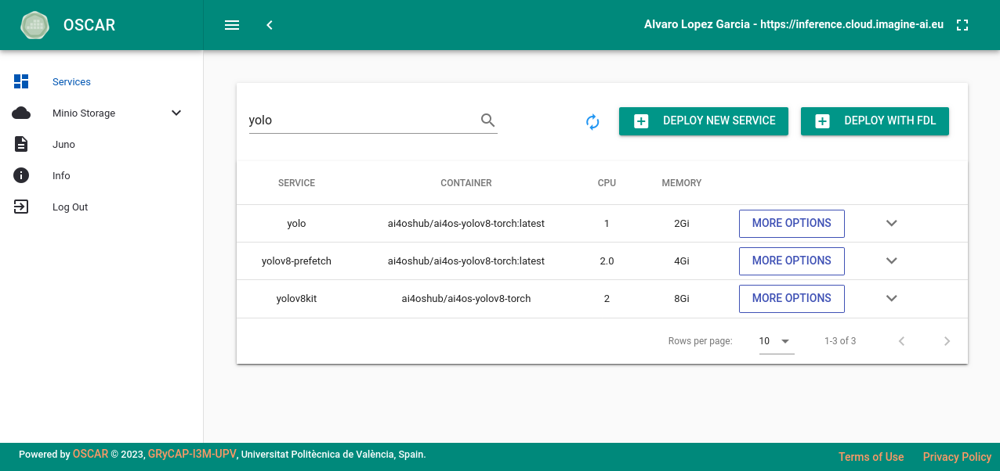 OSCAR
Alvaro Lopez Garcia - https://inference.cloud.imagine-ai.eu
Services
Minio Storage
Juno
Info
Log Out
yolo
DEPLOY NEW SERVICE
DEPLOY WITH FDL
SERVICE CONTAINER CPU MEMORY
yolo ai4oshub/ai4os-yolov8-torch:latest 1 2Gi MORE OPTIONS
yolov8-prefetch ai4oshub/ai4os-yolov8-torch:latest 2.0 4Gi MORE OPTIONS
yolov8kit ai4oshub/ai4os-yolov8-torch 2 8Gi MORE OPTIONS
Rows per page: 10 1-3 of 3
Powered by OSCAR © 2023, GRyCAP-I3M-UPV, Universitat Politècnica de València, Spain.
Terms of Use Privacy Policy